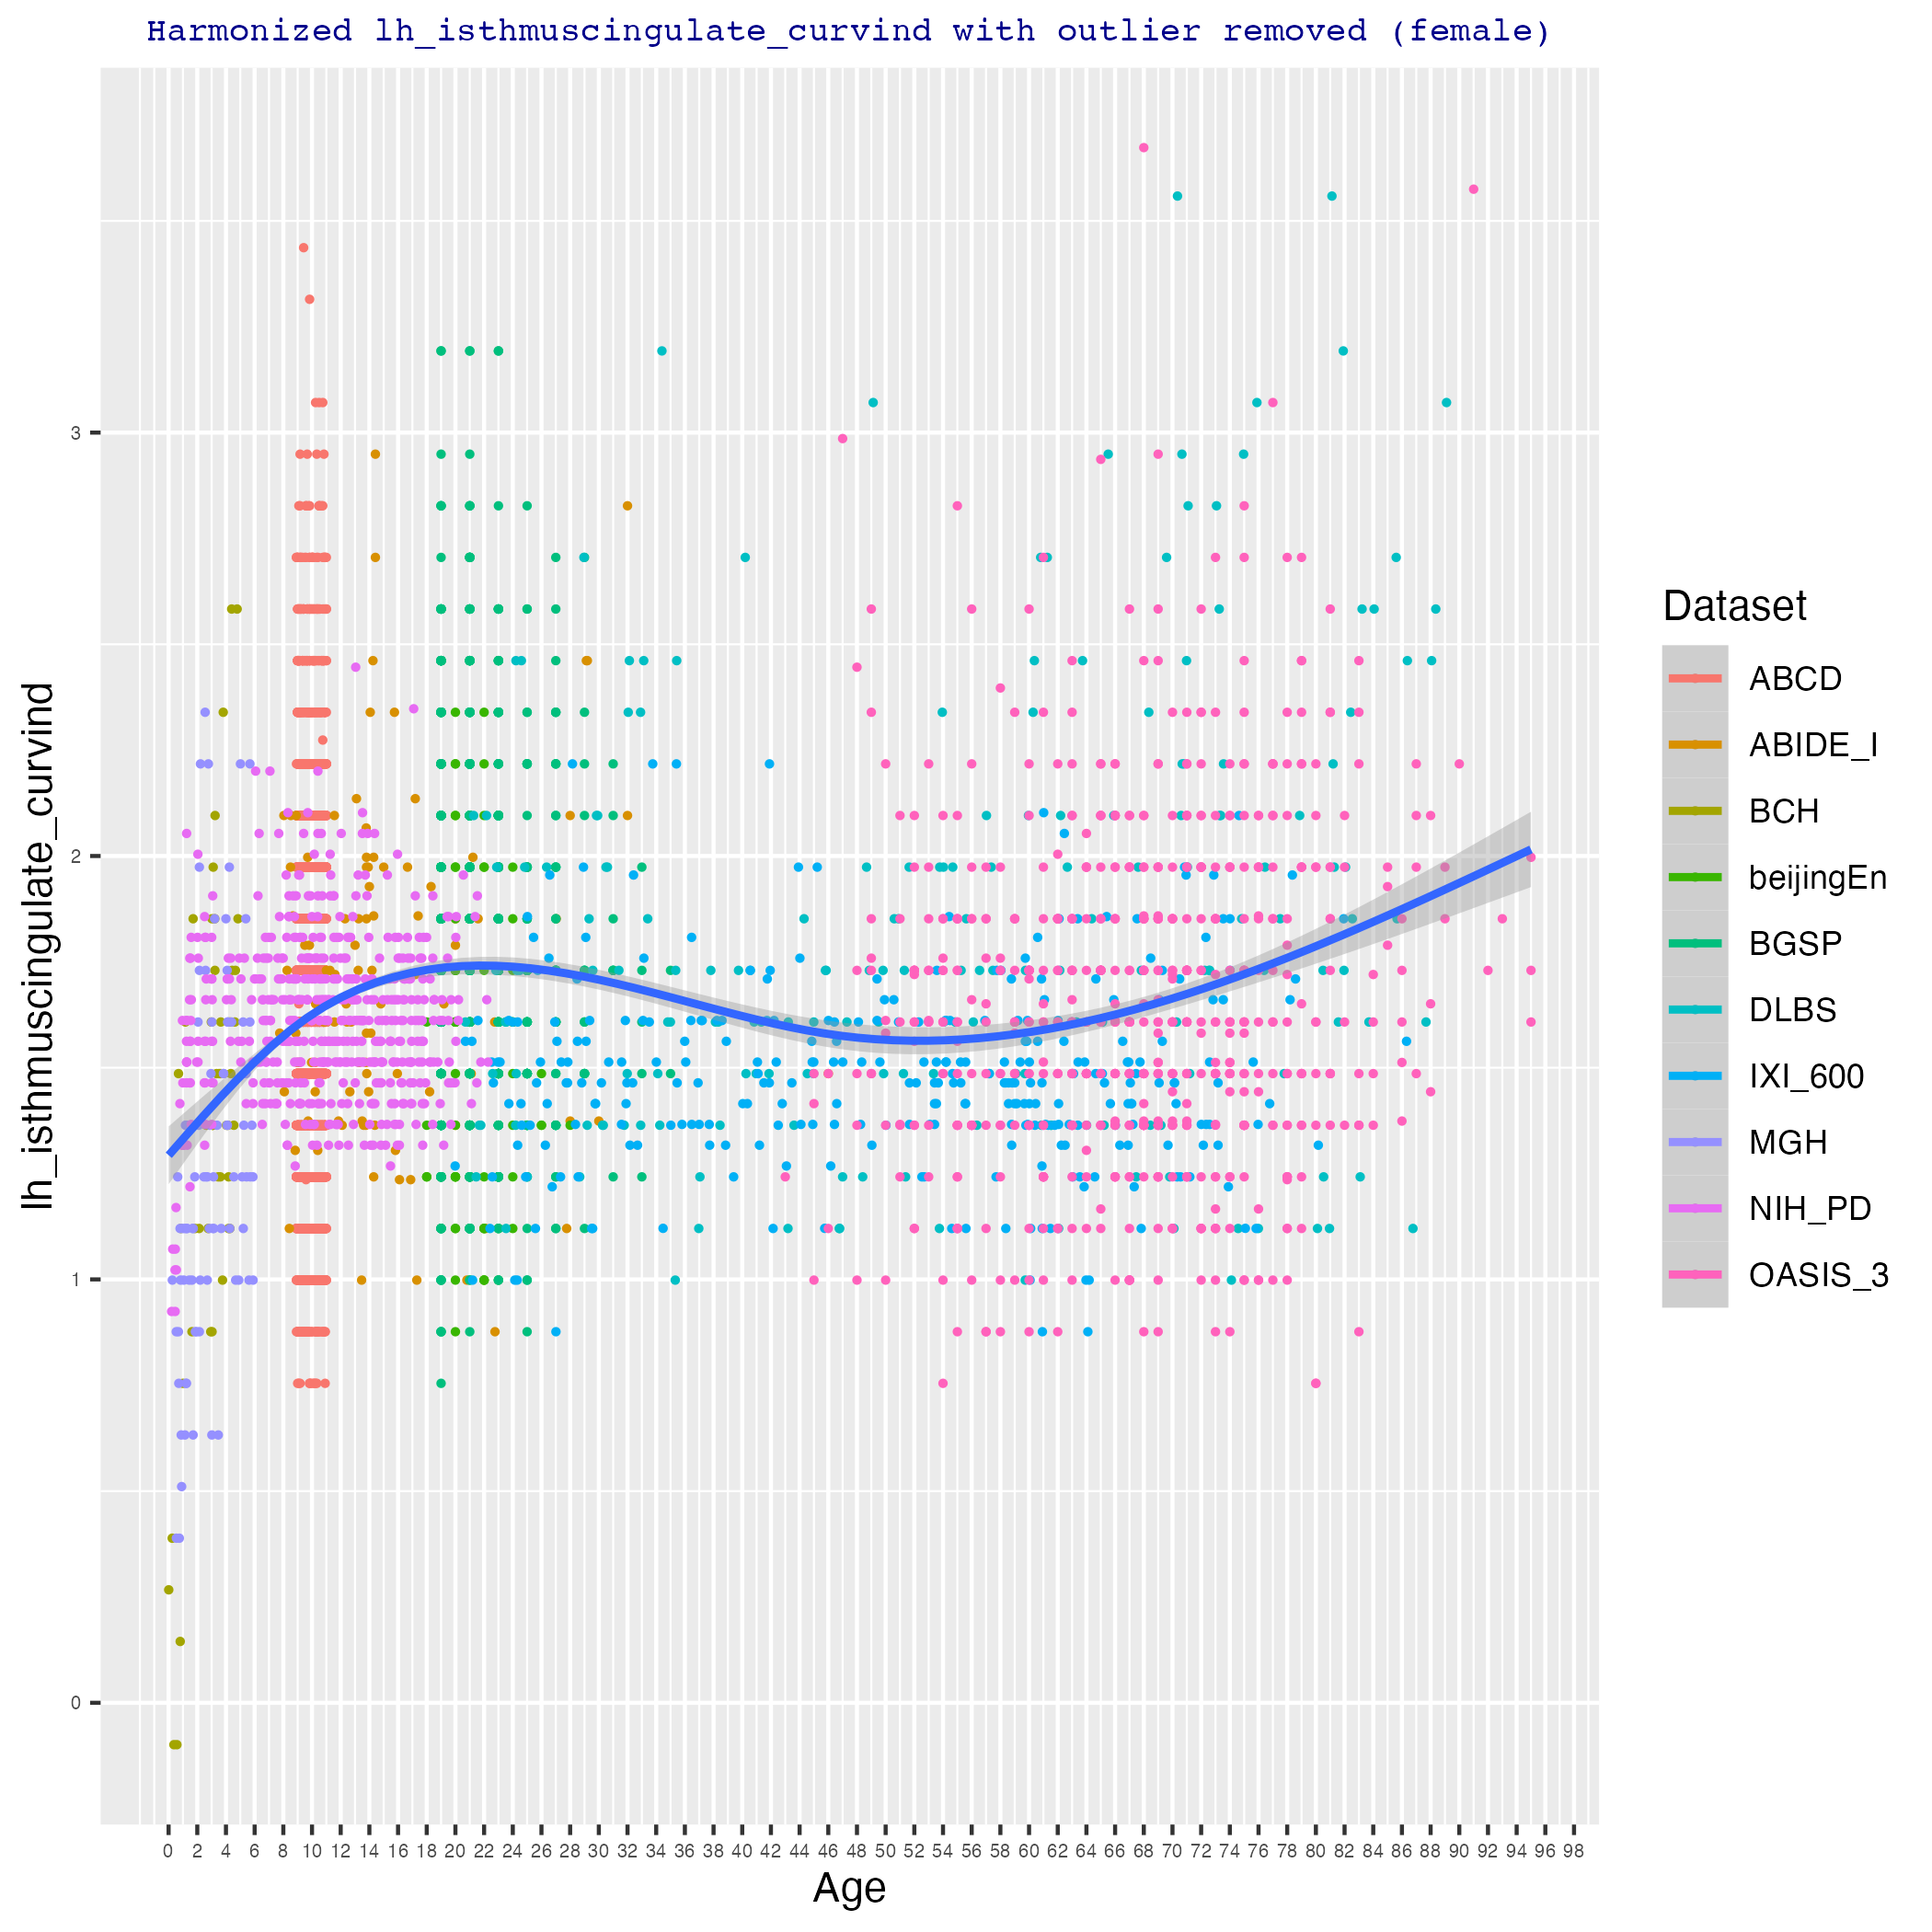 Harmonized lh_isthmuscingulate_curvind with outlier removed (female)
lh_isthmuscingulate_curvind
3
2
1
0
0 2 4 6 8 10 12 14 16 18 20 22 24 26 28 30 32 34 36 38 40 42 44 46 48 50 52 54 56 58 60 62 64 66 68 70 72 74 76 78 80 82 84 86 88 90 92 94 96 98
Age
Dataset
ABCD
ABIDE_I
BCH
beijingEn
BGSP
DLBS
IXI_600
MGH
NIH_PD
OASIS_3